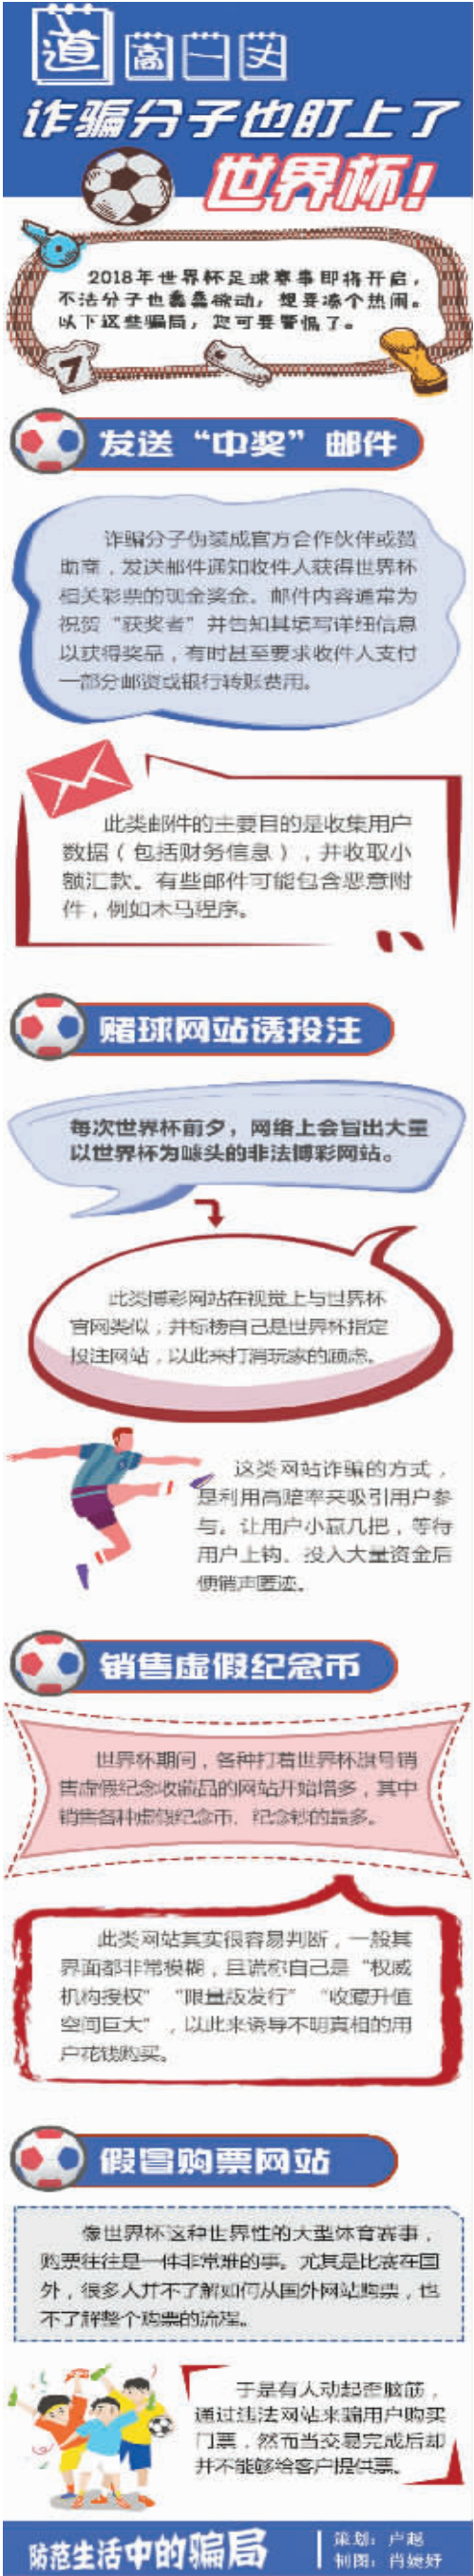 道高一丈
诈骗分子也盯上了
世界杯！
2018年世界杯足球赛事即将开启，
不法分子也蠢蠢欲动，想要凑个热闹。
以下这些骗局，您可要警惕了。
发送“中奖”邮件
诈骗分子伪装成官方合作伙伴或赞
助商，发送邮件通知收件人获得世界杯
相关彩票的现金奖金。邮件内容通常为
祝贺“获奖者”并告知其填写详细信息
以获得奖品，有时甚至要求收件人支付
一部分邮资或银行转账费用。
此类邮件的主要目的是收集用户
数据（包括财务信息），并收取小
额汇款。有些邮件可能包含恶意附
件，例如木马程序。
赌球网站诱投注
每次世界杯前夕，网络上会冒出大量
以世界杯为噱头的非法博彩网站。
此类博彩网站在视觉上与世界杯
官网类似，并标榜自己是世界杯指定
投注网站，以此来打消玩家的顾虑。
这类网站诈骗的方式，
是利用高赔率来吸引用户参
与。让用户小赢几把，等待
用户上钩、投入大量资金后
便销声匿迹。
销售虚假纪念币
世界杯期间，各种打着世界杯旗号销
售虚假纪念收藏品的网站开始增多，其中
销售各种虚假纪念币、纪念钞的最多。
此类网站其实很容易判断，一般其
界面都非常模糊，且谎称自己是“权威
机构授权”“限量版发行”“收藏升值
空间巨大”，以此来诱导不明真相的用
户花钱购买。
假冒购票网站
像世界杯这种世界性的大型体育赛事，
购票往往是一件非常难的事。尤其是比赛在国
外，很多人并不了解如何从国外网站购票，也
不了解整个购票的流程。
于是有人动起歪脑筋，
通过违法网站来骗用户购买
门票，然而当交易完成后却
并不能够给客户提供票。
防范生活中的骗局
策划：卢越
制图：肖婕妤
7